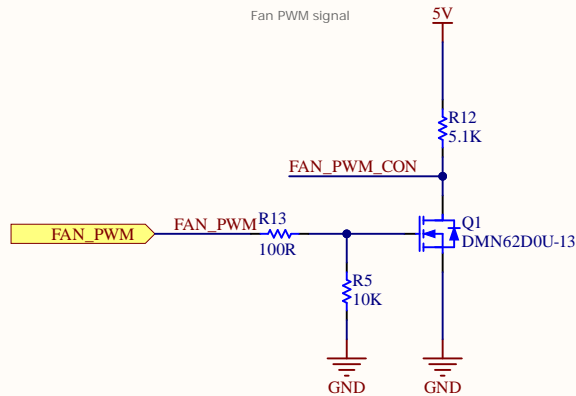 Fan PWM signal
5V
R12
5.1K
FAN_PWM_CON
FAN_PWM
FAN_PWM
R13
100R
Q1
DMN62D0U-13
R5
10K
GND
GND